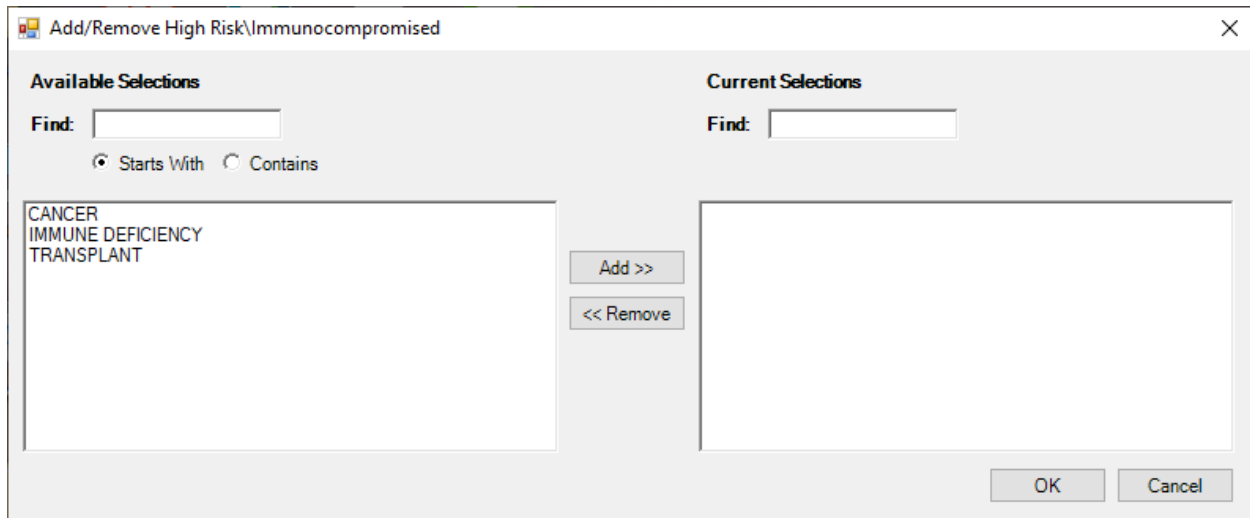 Add/Remove High Risk\Immunocompromised
Available Selections
Find:
Starts With
Contains
CANCER
IMMUNE DEFICIENCY
TRANSPLANT
Add >>
<< Remove
Current Selections
Find:
OK
Cancel